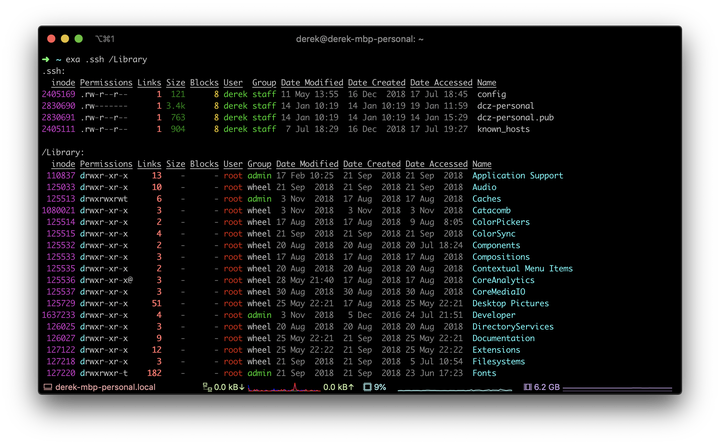 ⌥⌘1 derek@derek-mbp-personal: ~
➜ ~ exa .ssh /Library
.ssh:
inode Permissions Links Size Blocks User Group Date Modified Date Created Date Accessed Name
2405169 .rw-r--r-- 1 121 8 derek staff 11 May 13:55 16 Dec 2018 17 Jul 18:45 config
2830690 .rw------- 1 3.4k 8 derek staff 14 Jan 10:19 14 Jan 10:19 19 Jan 11:59 dcz-personal
2830691 .rw-r--r-- 1 763 8 derek staff 14 Jan 10:19 14 Jan 10:19 14 Jan 15:29 dcz-personal.pub
2405111 .rw-r--r-- 1 904 8 derek staff 7 Jul 18:29 16 Dec 2018 17 Jul 19:27 known_hosts
/Library:
inode Permissions Links Size Blocks User Group Date Modified Date Created Date Accessed Name
110837 drwxr-xr-x 13 - - root admin 17 Feb 10:25 21 Sep 2018 21 Sep 2018 Application Support
125033 drwxr-xr-x 10 - - root wheel 21 Sep 2018 21 Sep 2018 21 Sep 2018 Audio
125513 drwxrwxrwt 6 - - root admin 3 Nov 2018 17 Aug 2018 17 Aug 2018 Caches
1080021 drwxr-xr-x 3 - - root wheel 3 Nov 2018 3 Nov 2018 3 Nov 2018 Catacomb
125514 drwxr-xr-x 2 - - root wheel 17 Aug 2018 17 Aug 2018 9 Aug 3:05 ColorPickers
125515 drwxr-xr-x 4 - - root wheel 21 Sep 2018 21 Sep 2018 21 Sep 2018 ColorSync
125532 drwxr-xr-x 2 - - root wheel 20 Aug 2018 20 Aug 2018 20 Jul 18:24 Components
125533 drwxr-xr-x 3 - - root wheel 17 Aug 2018 17 Aug 2018 17 Aug 2018 Compositions
125535 drwxr-xr-x 2 - - root wheel 20 Aug 2018 20 Aug 2018 20 Aug 2018 Contextual Menu Items
125536 drwxr-xr-x@ 3 - - root wheel 28 May 21:40 17 Aug 2018 17 Aug 2018 CoreAnalytics
125537 drwxr-xr-x 3 - - root wheel 30 Aug 2018 30 Aug 2018 30 Aug 2018 CoreMediaIO
125729 drwxr-xr-x 51 - - root wheel 25 May 22:21 17 Aug 2018 25 May 22:21 Desktop Pictures
1637233 drwxr-xr-x 4 - - root admin 3 Nov 2018 5 Dec 2016 24 Jul 21:51 Developer
126025 drwxr-xr-x 3 - - root wheel 20 Aug 2018 20 Aug 2018 20 Aug 2018 DirectoryServices
126027 drwxr-xr-x 9 - - root wheel 25 May 22:21 21 Sep 2018 25 May 22:21 Documentation
127122 drwxr-xr-x 12 - - root wheel 25 May 22:22 21 Sep 2018 25 May 22:22 Extensions
127218 drwxr-xr-x 3 - - root wheel 21 Sep 2018 21 Sep 2018 5 Jul 10:54 Filesystems
127220 drwxrwxr-t 182 - - root admin 21 Sep 2018 21 Sep 2018 23 Jun 17:23 Fonts
derek-mbp-personal.local 0.0 kB↓ 0.0 kB↑ 9% 6.2 GB